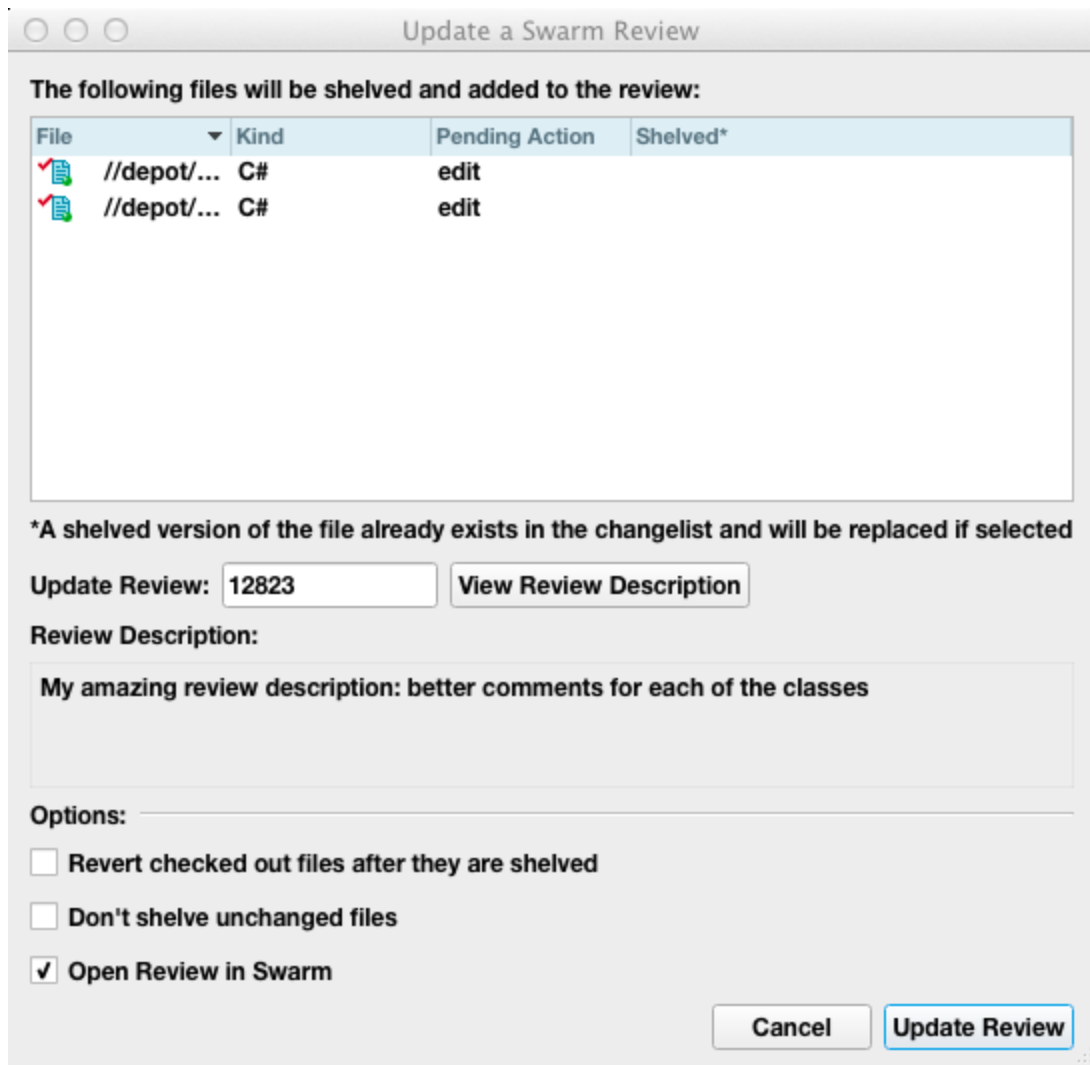 Update a Swarm Review
The following files will be shelved and added to the review:
File Kind Pending Action Shelved*
//depot/... C# edit
//depot/... C# edit
*A shelved version of the file already exists in the changelist and will be replaced if selected
Update Review: 12823 View Review Description
Review Description:
My amazing review description: better comments for each of the classes
Options:
Revert checked out files after they are shelved
Don't shelve unchanged files
Open Review in Swarm
Cancel Update Review